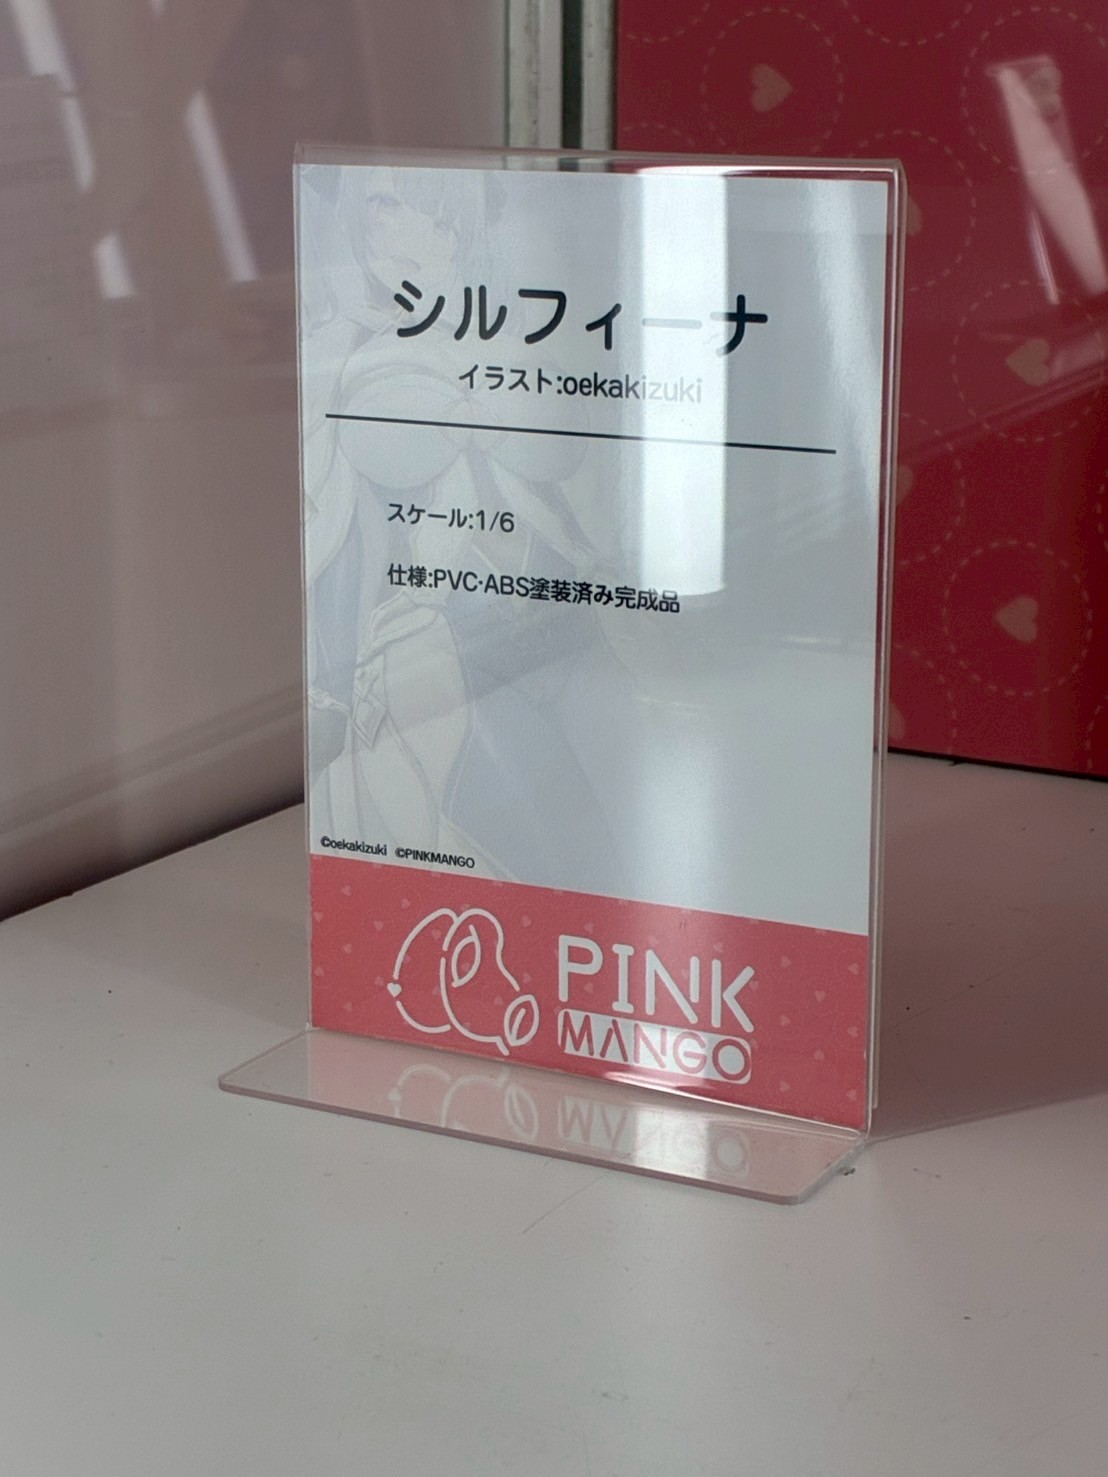 シルフィーナ
イラスト:oekakizuki
スケール:1/6
仕様:PVC·ABS塗装済み完成品
©oekakizuki ©PINKMANGO
PINK
MANGO